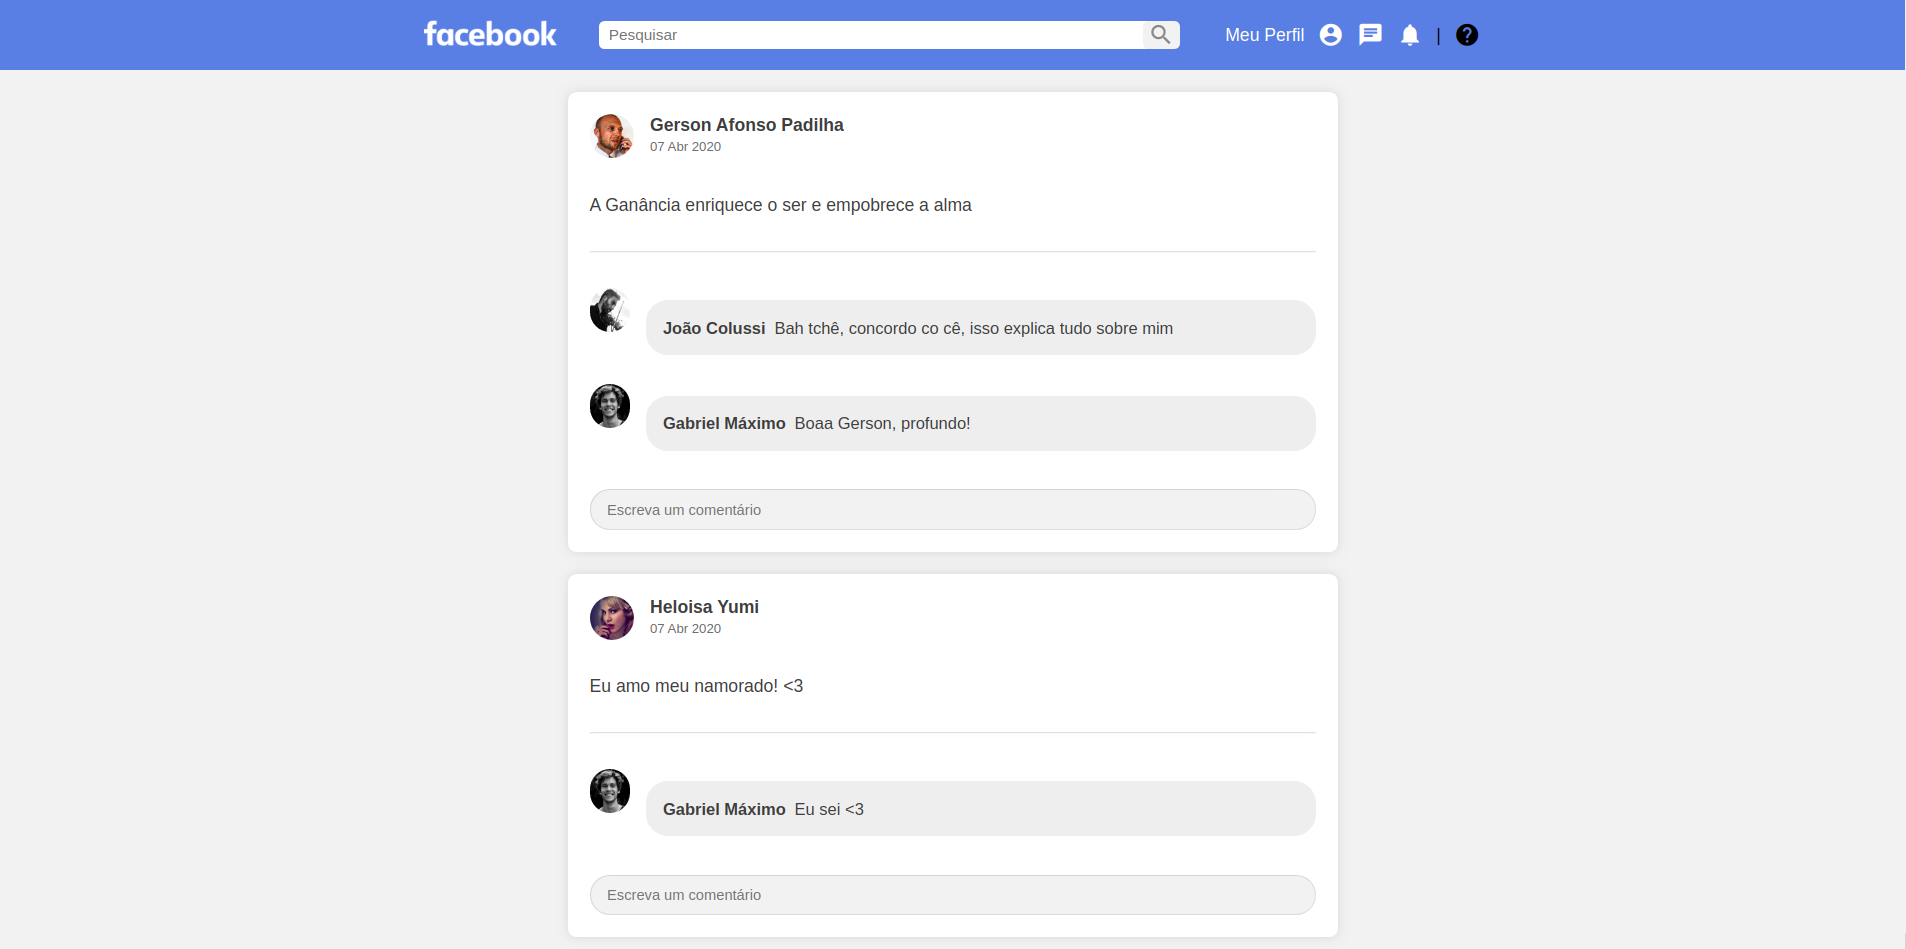 facebook
Pesquisar
Meu Perfil |
Gerson Afonso Padilha
07 Abr 2020
A Ganância enriquece o ser e empobrece a alma
João Colussi Bah tchê, concordo co cê, isso explica tudo sobre mim
Gabriel Máximo Boaa Gerson, profundo!
Escreva um comentário
Heloisa Yumi
07 Abr 2020
Eu amo meu namorado! <3
Gabriel Máximo Eu sei <3
Escreva um comentário